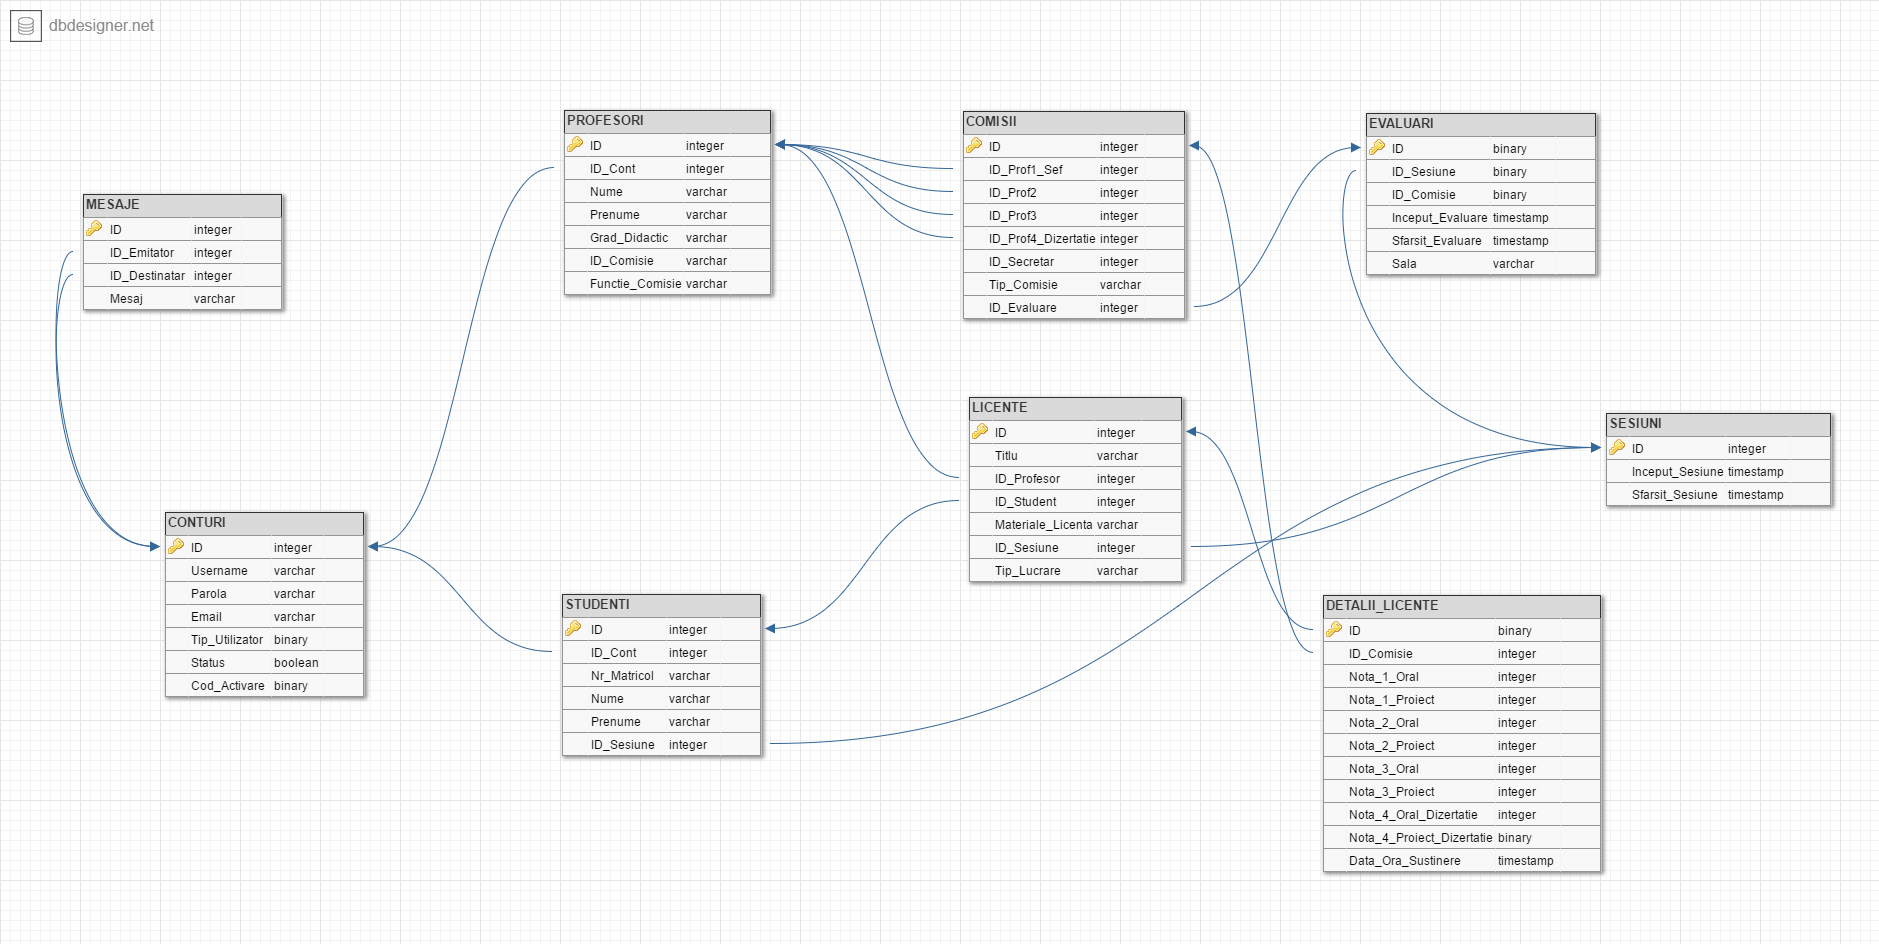 dbdesigner.net
MESAJE
ID integer
ID_Emitator integer
ID_Destinatar integer
Mesaj varchar
CONTURI
ID integer
Username varchar
Parola varchar
Email varchar
Tip_Utilizator binary
Status boolean
Cod_Activare binary
PROFESORI
ID integer
ID_Cont integer
Nume varchar
Prenume varchar
Grad_Didactic varchar
ID_Comisie varchar
Functie_Comisie varchar
STUDENTI
ID integer
ID_Cont integer
Nr_Matricol varchar
Nume varchar
Prenume varchar
ID_Sesiune integer
COMISII
ID integer
ID_Prof1_Sef integer
ID_Prof2 integer
ID_Prof3 integer
ID_Prof4_Dizertatie integer
ID_Secretar integer
Tip_Comisie varchar
ID_Evaluare integer
LICENTE
ID integer
Titlu varchar
ID_Profesor integer
ID_Student integer
Materiale_Licenta varchar
ID_Sesiune integer
Tip_Lucrare varchar
EVALUARI
ID binary
ID_Sesiune binary
ID_Comisie binary
Inceput_Evaluare timestamp
Sfarsit_Evaluare timestamp
Sala varchar
SESIUNI
ID integer
Inceput_Sesiune timestamp
Sfarsit_Sesiune timestamp
DETALII_LICENTE
ID binary
ID_Comisie integer
Nota_1_Oral integer
Nota_1_Proiect integer
Nota_2_Oral integer
Nota_2_Proiect integer
Nota_3_Oral integer
Nota_3_Proiect integer
Nota_4_Oral_Dizertatie integer
Nota_4_Proiect_Dizertatie binary
Data_Ora_Sustinere timestamp